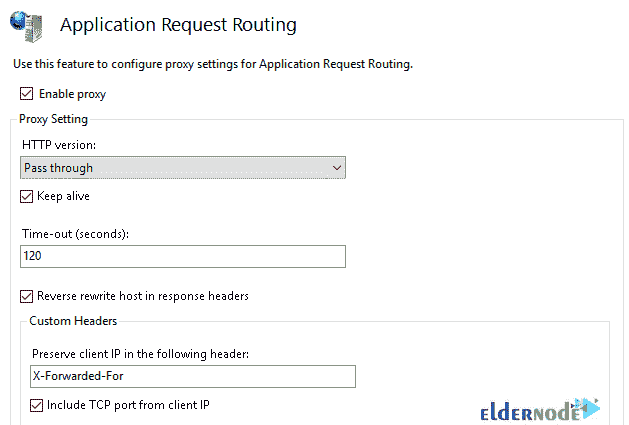 Application Request Routing
Use this feature to configure proxy settings for Application Request Routing.
Enable proxy
Proxy Setting
HTTP version:
Pass through
Keep alive
Time-out (seconds):
120
Reverse rewrite host in response headers
Custom Headers
Preserve client IP in the following header:
X-Forwarded-For
Include TCP port from client IP
eldernode